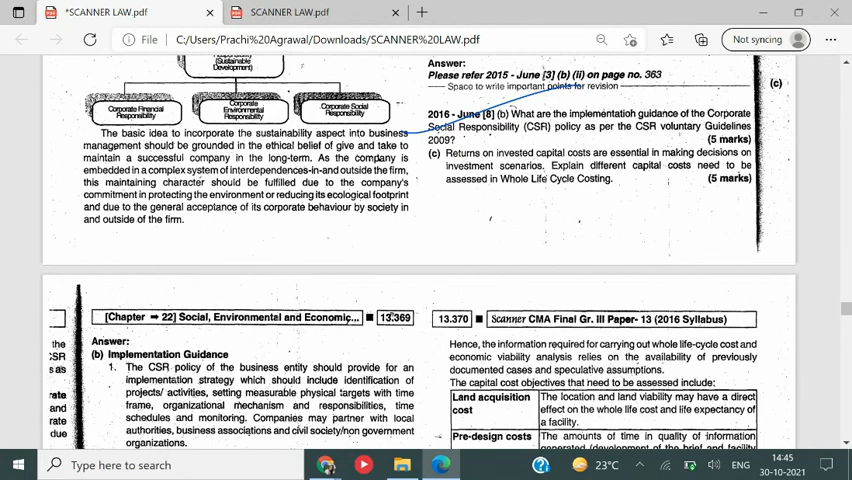 *SCANNER LAW.pdf
SCANNER LAW.pdf
File
C:/Users/Prachi%20Agrawal/Downloads/SCANNER%20LAW.pdf
Not syncing
(Sustainable
Development)
Corporate Financial
Responsibility
Corporate
Environmental
Responsibility
Corporate Social
Responsibility
The basic idea to incorporate the sustainability aspect into business
management should be grounded in the ethical belief of give and take to
maintain a successful company in the long-term. As the company is
embedded in a complex system of interdependences-in and outside the firm,
this maintaining character should be fulfilled due to the company's
commitment in protecting the environment or reducing its ecological footprint
and due to the general acceptance of its corporate behaviour by society in
and outside of the firm.
Answer:
Please refer 2015 - June [3] (b) (ii) on page no. 363
Space to write important points for revision
(c)
2016 - June [8] (b) What are the implementation guidance of the Corporate
Social Responsibility (CSR) policy as per the CSR voluntary Guidelines
2009? (5 marks)
(c) Returns on invested capital costs are essential in making decisions on
investment scenarios. Explain different capital costs need to be
assessed in Whole Life Cycle Costing. (5 marks)
[Chapter ➡ 22] Social, Environmental and Economic... ■ 13.369
the
CSR
s as
rate
and
rate
due
Answer:
(b) Implementation Guidance
1. The CSR policy of the business entity should provide for an
implementation strategy which should include identification of
projects/ activities, setting measurable physical targets with time
frame, organizational mechanism and responsibilities, time
schedules and monitoring. Companies may partner with local
authorities, business associations and civil society/non government
organizations.
13.370 ■ Scanner CMA Final Gr. III Paper- 13 (2016 Syllabus)
Hence, the information required for carrying out whole life-cycle cost and
economic viability analysis relies on the availability of previously
documented cases and speculative assumptions.
The capital cost objectives that need to be assessed include:
Land acquisition
cost
The location and land viability may have a direct
effect on the whole life cost and life expectancy of
a facility.
Pre-design costs
The amounts of time in quality of information
generated (development of the brief and facility
Type here to search
23°C
ENG
14:45
30-10-2021